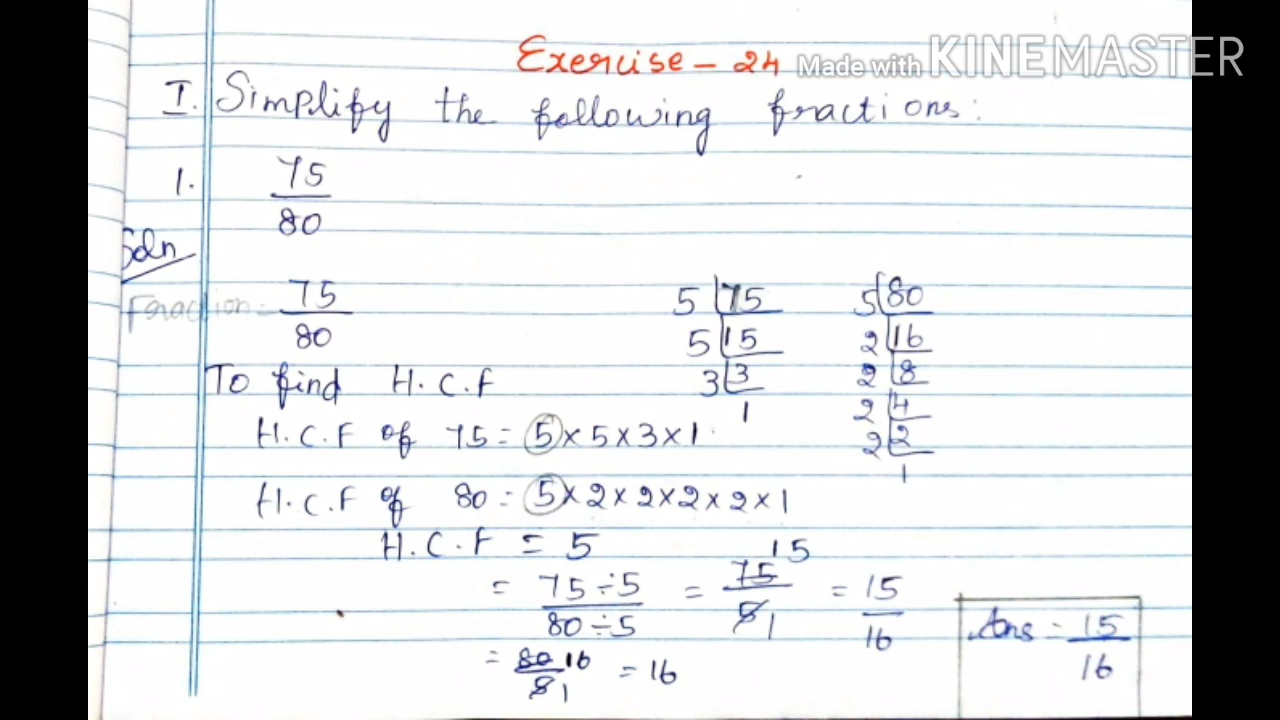 Exercise - 24
Made with KINEMASTER
I. Simplify the following fractions:
1. 75/80
Soln
Fraction = 75/80
5 | 75
5 | 15
3 | 3
1
5 | 80
2 | 16
2 | 8
2 | 4
2 | 2
1
To find H.C.F
H.C.F of 75 = 5 × 5 × 3 × 1
H.C.F of 80 = 5 × 2 × 2 × 2 × 2 × 1
H.C.F = 5
= 75 ÷ 5 / 80 ÷ 5 = 75 15 / 5 1 = 15/16
= 80 16 / 5 1 = 16
Ans = 15/16